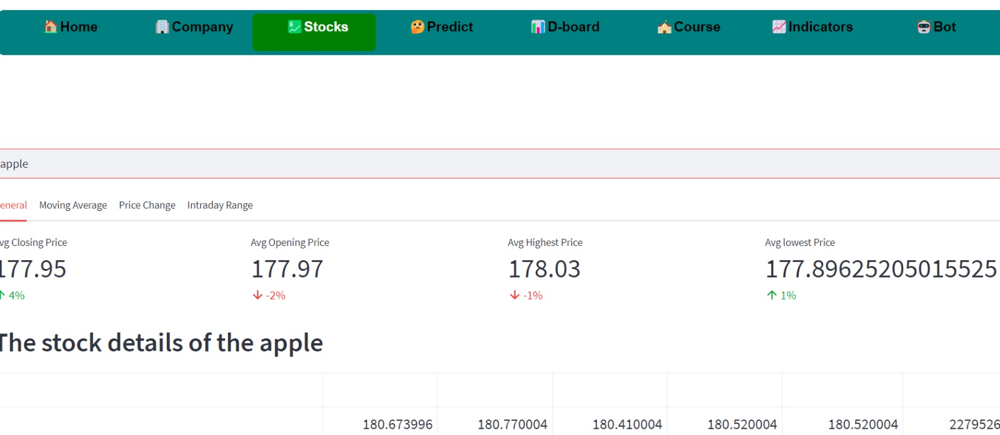 Home Company Stocks Predict D-board Course Indicators Bot
apple
eneral Moving Average Price Change Intraday Range
vg Closing Price Avg Opening Price Avg Highest Price Avg lowest Price
177.95 177.97 178.03 177.89625205015525
↑ 4% ↓ -2% ↓ -1% ↑ 1%
The stock details of the apple
180.673996 180.770004 180.410004 180.520004 180.520004 2279526